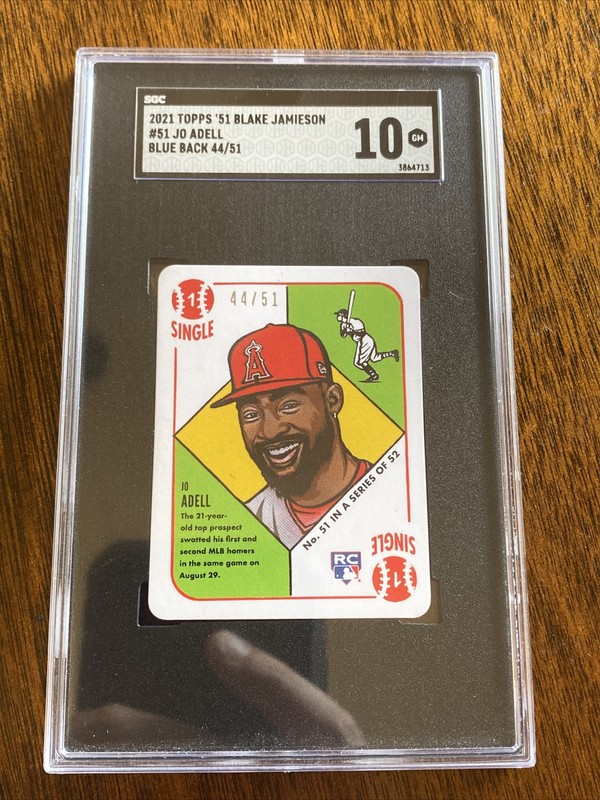 SGC
2021 TOPPS '51 BLAKE JAMIESON
#51 JO ADELL
BLUE BACK 44/51
10 GM
3864713
1
44/51
SINGLE
A
JO
ADELL
The 21-year-
old top prospect
swatted his first and
second MLB homers
in the same game on
August 29.
No. 51 IN A SERIES OF 52
RC
SINGLE
1